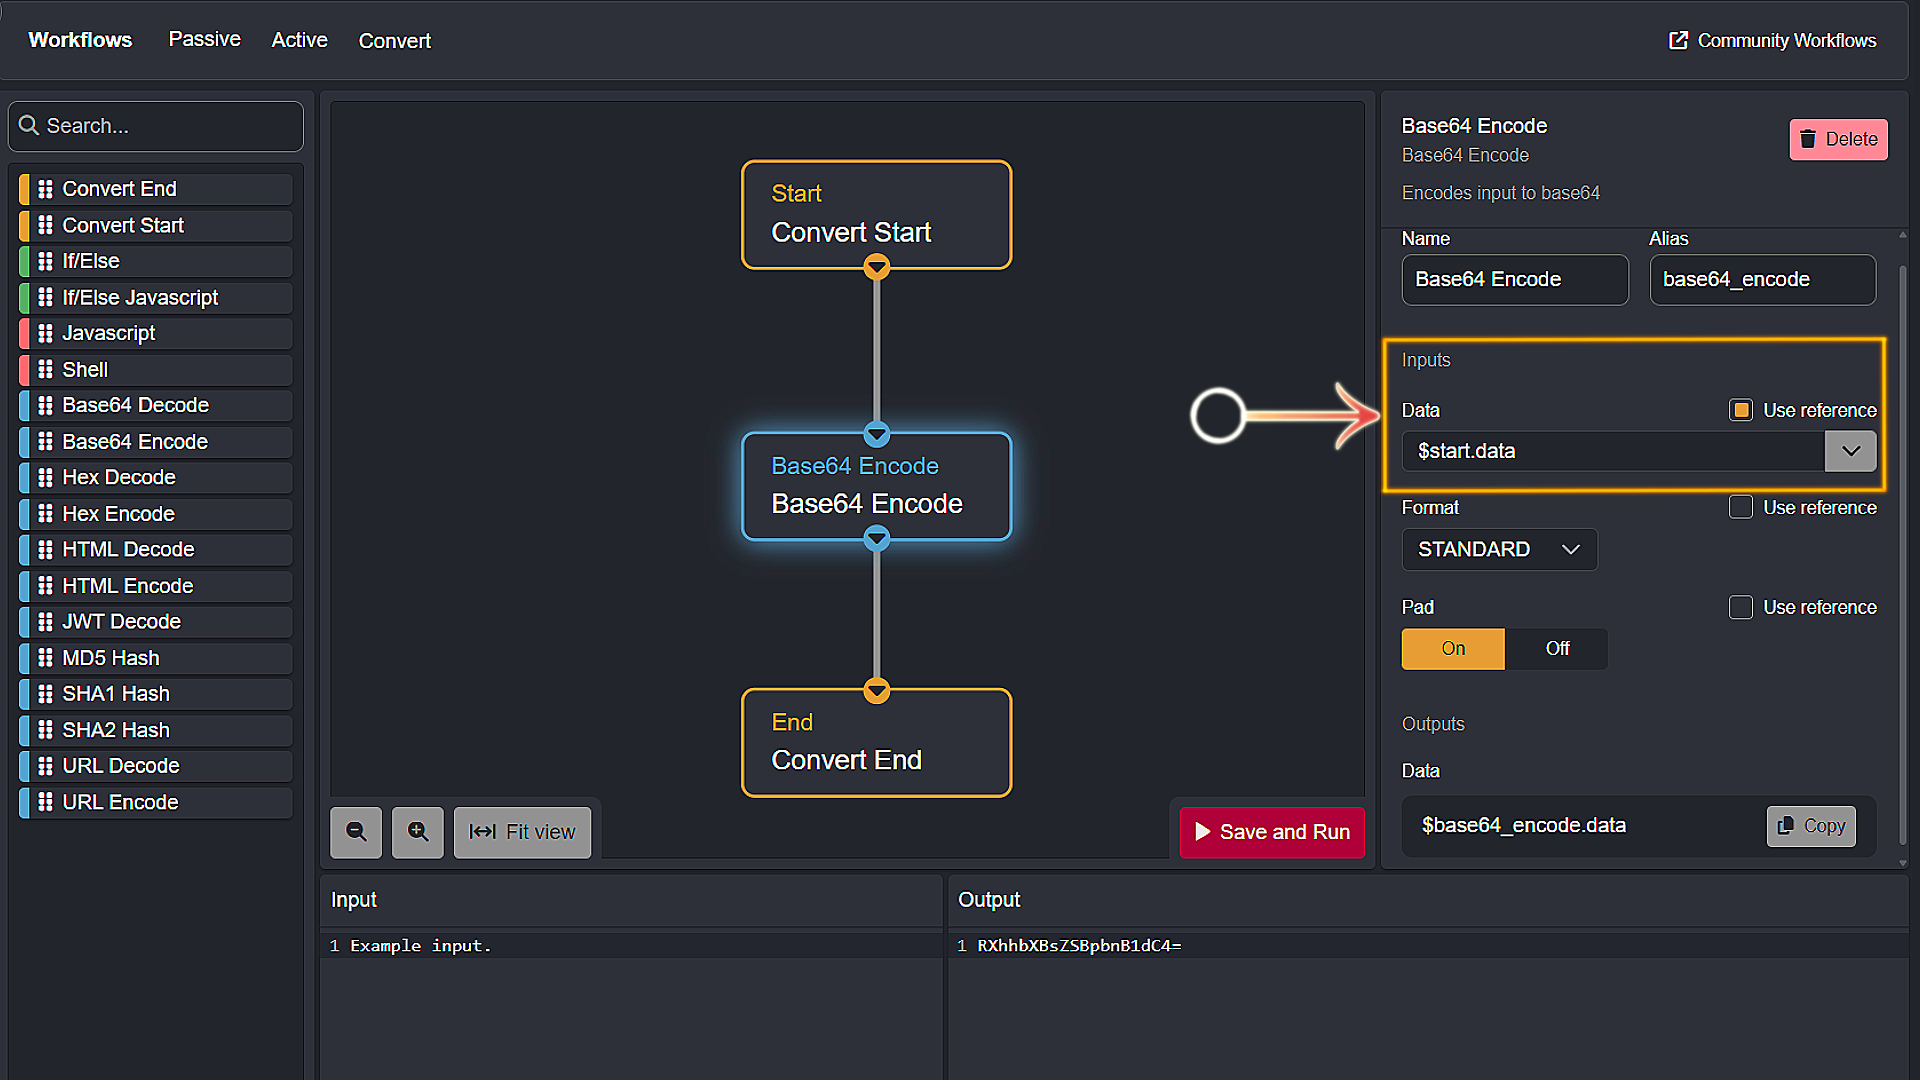 Workflows Passive Active Convert
Community Workflows
Search...
Convert End
Convert Start
If/Else
If/Else Javascript
Javascript
Shell
Base64 Decode
Base64 Encode
Hex Decode
Hex Encode
HTML Decode
HTML Encode
JWT Decode
MD5 Hash
SHA1 Hash
SHA2 Hash
URL Decode
URL Encode
Start
Convert Start
Base64 Encode
Base64 Encode
End
Convert End
Fit view
Save and Run
Base64 Encode
Base64 Encode
Delete
Encodes input to base64
Name Alias
Base64 Encode base64_encode
Inputs
Data Use reference
$start.data
Format Use reference
STANDARD
Pad Use reference
On Off
Outputs
Data
$base64_encode.data Copy
Input
1 Example input.
Output
1 RXhhbXBsZSBpbnB1dC4=